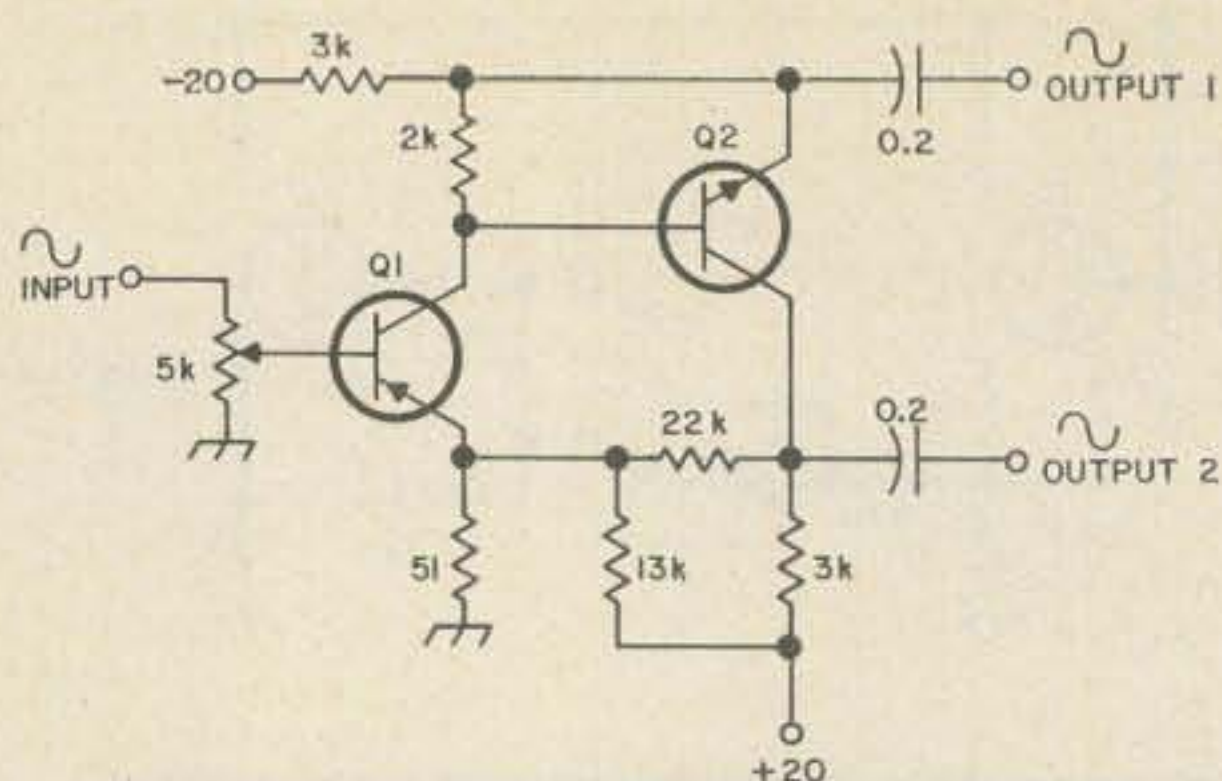 3k
-20
OUTPUT 1
2k
Q2
0.2
INPUT
Q1
5k
22k
0.2
OUTPUT 2
51
13k
3k
+20